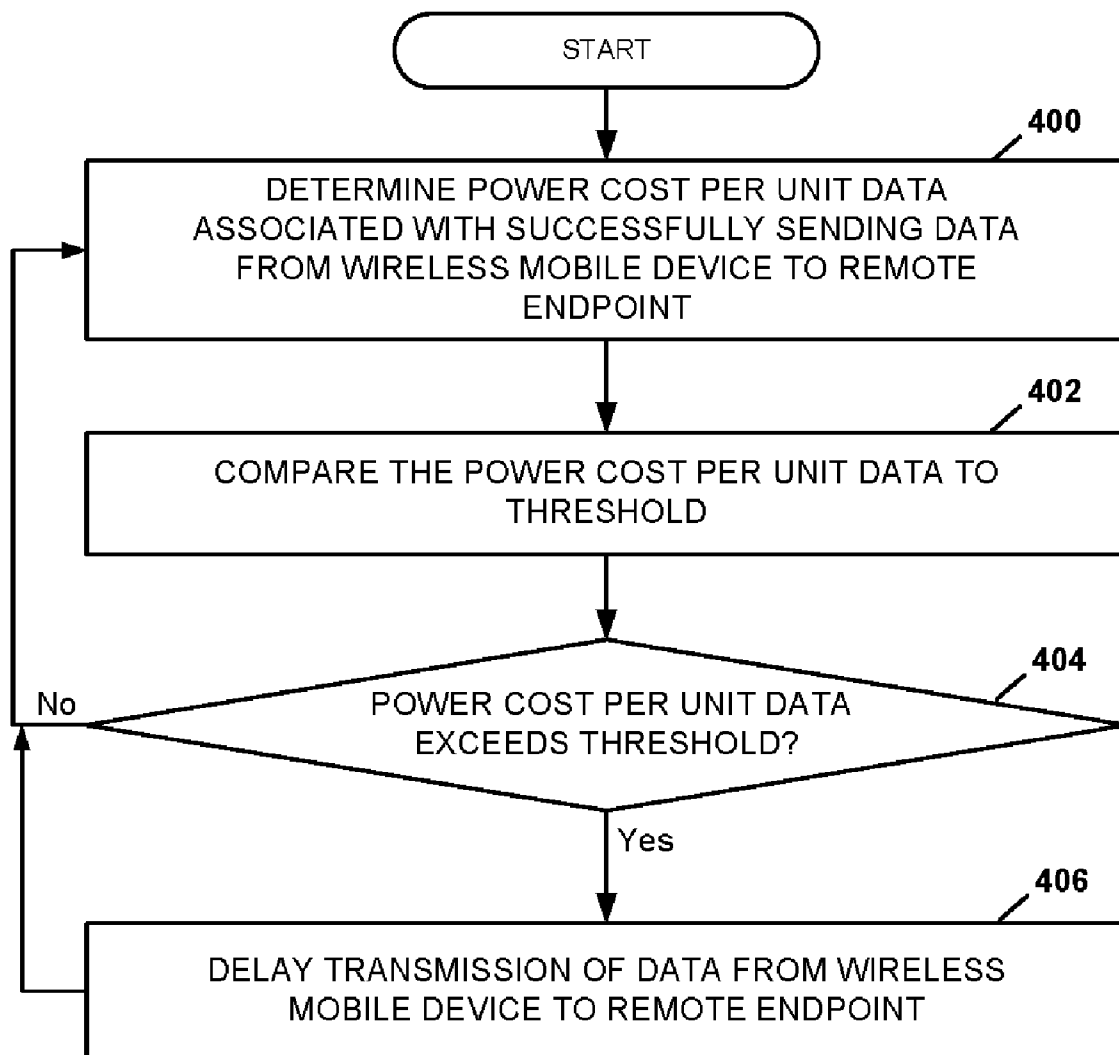 START
400
DETERMINE POWER COST PER UNIT DATA
ASSOCIATED WITH SUCCESSFULLY SENDING DATA
FROM WIRELESS MOBILE DEVICE TO REMOTE
ENDPOINT
402
COMPARE THE POWER COST PER UNIT DATA TO
THRESHOLD
404
No
POWER COST PER UNIT DATA
EXCEEDS THRESHOLD?
Yes
406
DELAY TRANSMISSION OF DATA FROM WIRELESS
MOBILE DEVICE TO REMOTE ENDPOINT